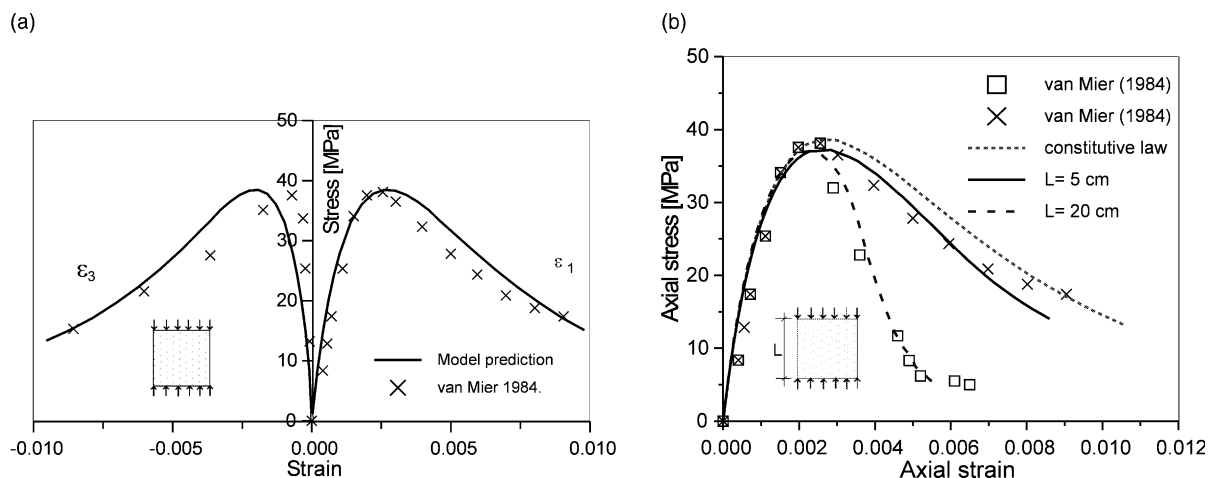 (a)
50
40
30
20
10
0
Stress [MPa]
ε3
ε1
Model prediction
van Mier 1984.
-0.010
-0.005
0.000
0.005
0.010
Strain
(b)
50
40
30
20
10
0
Axial stress [MPa]
van Mier (1984)
van Mier (1984)
constitutive law
L= 5 cm
L= 20 cm
L
0.000
0.002
0.004
0.006
0.008
0.010
0.012
Axial strain